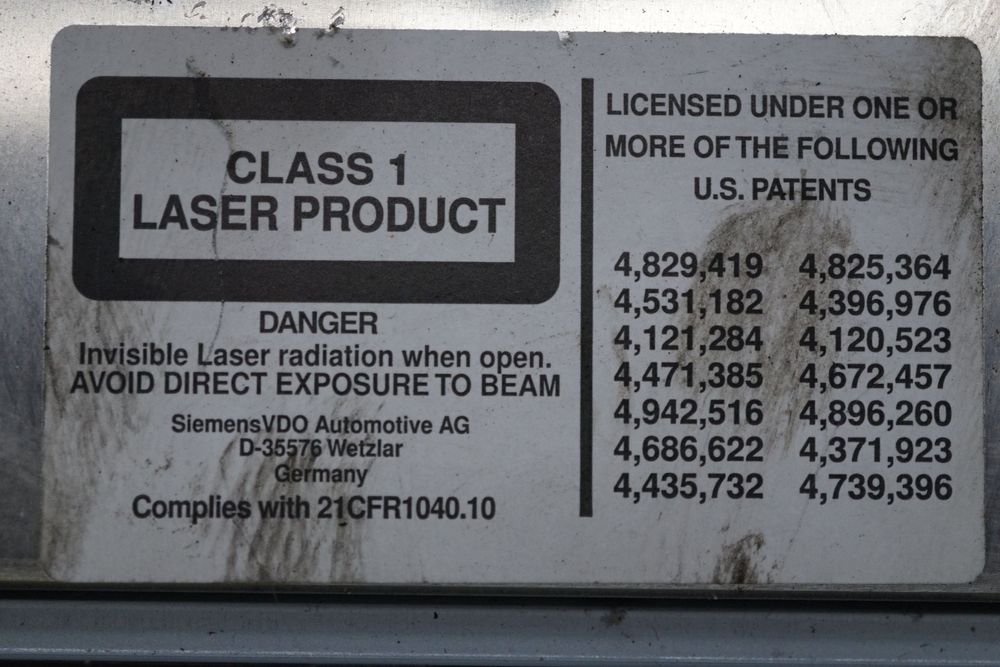 CLASS 1
LASER PRODUCT
DANGER
Invisible Laser radiation when open.
AVOID DIRECT EXPOSURE TO BEAM
SiemensVDO Automotive AG
D-35576 Wetzlar
Germany
Complies with 21CFR1040.10
LICENSED UNDER ONE OR
MORE OF THE FOLLOWING
U.S. PATENTS
4,829,419 4,825,364
4,531,182 4,396,976
4,121,284 4,120,523
4,471,385 4,672,457
4,942,516 4,896,260
4,686,622 4,371,923
4,435,732 4,739,396